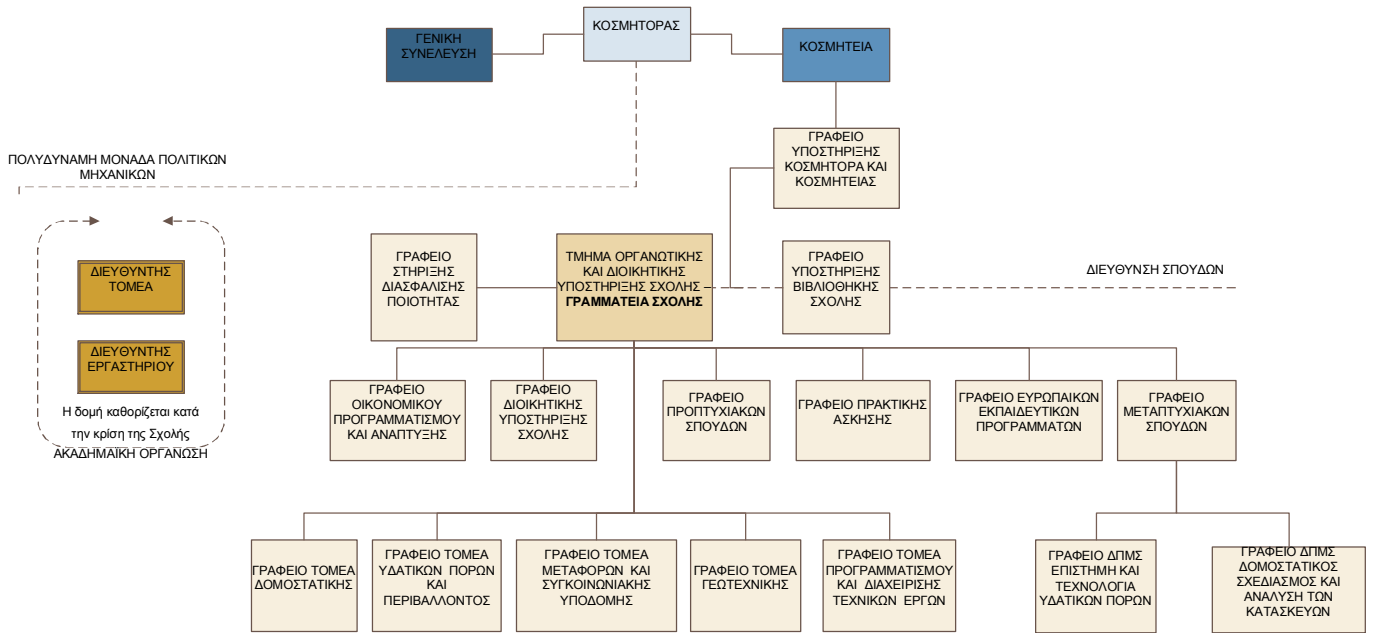 ΚΟΣΜΗΤΟΡΑΣ
ΓΕΝΙΚΗ
ΣΥΝΕΛΕΥΣΗ
ΚΟΣΜΗΤΕΙΑ
ΓΡΑΦΕΙΟ
ΥΠΟΣΤΗΡΙΞΗΣ
ΚΟΣΜΗΤΟΡΑ ΚΑΙ
ΚΟΣΜΗΤΕΙΑΣ
ΠΟΛΥΔΥΝΑΜΗ ΜΟΝΑΔΑ ΠΟΛΙΤΙΚΩΝ
ΜΗΧΑΝΙΚΩΝ
ΔΙΕΥΘΥΝΤΗΣ
ΤΟΜΕΑ
ΔΙΕΥΘΥΝΤΗΣ
ΕΡΓΑΣΤΗΡΙΟΥ
Η δομή καθορίζεται κατά
την κρίση της Σχολής
ΑΚΑΔΗΜΑΪΚΗ ΟΡΓΑΝΩΣΗ
ΓΡΑΦΕΙΟ
ΣΤΗΡΙΞΗΣ
ΔΙΑΣΦΑΛΙΣΗΣ
ΠΟΙΟΤΗΤΑΣ
ΤΜΗΜΑ ΟΡΓΑΝΩΤΙΚΗΣ
ΚΑΙ ΔΙΟΙΚΗΤΙΚΗΣ
ΥΠΟΣΤΗΡΙΞΗΣ ΣΧΟΛΗΣ –
ΓΡΑΜΜΑΤΕΙΑ ΣΧΟΛΗΣ
ΓΡΑΦΕΙΟ
ΥΠΟΣΤΗΡΙΞΗΣ
ΒΙΒΛΙΟΘΗΚΗΣ
ΣΧΟΛΗΣ
ΔΙΕΥΘΥΝΣΗ ΣΠΟΥΔΩΝ
ΓΡΑΦΕΙΟ
ΟΙΚΟΝΟΜΙΚΟΥ
ΠΡΟΓΡΑΜΜΑΤΙΣΜΟΥ
ΚΑΙ ΑΝΑΠΤΥΞΗΣ
ΓΡΑΦΕΙΟ
ΔΙΟΙΚΗΤΙΚΗΣ
ΥΠΟΣΤΗΡΙΞΗΣ
ΣΧΟΛΗΣ
ΓΡΑΦΕΙΟ
ΠΡΟΠΤΥΧΙΑΚΩΝ
ΣΠΟΥΔΩΝ
ΓΡΑΦΕΙΟ ΠΡΑΚΤΙΚΗΣ
ΑΣΚΗΣΗΣ
ΓΡΑΦΕΙΟ ΕΥΡΩΠΑΙΚΩΝ
ΕΚΠΑΙΔΕΥΤΙΚΩΝ
ΠΡΟΓΡΑΜΜΑΤΩΝ
ΓΡΑΦΕΙΟ
ΜΕΤΑΠΤΥΧΙΑΚΩΝ
ΣΠΟΥΔΩΝ
ΓΡΑΦΕΙΟ ΤΟΜΕΑ
ΔΟΜΟΣΤΑΤΙΚΗΣ
ΓΡΑΦΕΙΟ ΤΟΜΕΑ
ΥΔΑΤΙΚΩΝ ΠΟΡΩΝ
ΚΑΙ
ΠΕΡΙΒΑΛΛΟΝΤΟΣ
ΓΡΑΦΕΙΟ ΤΟΜΕΑ
ΜΕΤΑΦΟΡΩΝ ΚΑΙ
ΣΥΓΚΟΙΝΩΝΙΑΚΗΣ
ΥΠΟΔΟΜΗΣ
ΓΡΑΦΕΙΟ ΤΟΜΕΑ
ΓΕΩΤΕΧΝΙΚΗΣ
ΓΡΑΦΕΙΟ ΤΟΜΕΑ
ΠΡΟΓΡΑΜΜΑΤΙΣΜΟΥ
ΚΑΙ ΔΙΑΧΕΙΡΙΣΗΣ
ΤΕΧΝΙΚΩΝ ΕΡΓΩΝ
ΓΡΑΦΕΙΟ ΔΠΜΣ
ΕΠΙΣΤΗΜΗ ΚΑΙ
ΤΕΧΝΟΛΟΓΙΑ
ΥΔΑΤΙΚΩΝ ΠΟΡΩΝ
ΓΡΑΦΕΙΟ ΔΠΜΣ
ΔΟΜΟΣΤΑΤΙΚΟΣ
ΣΧΕΔΙΑΣΜΟΣ ΚΑΙ
ΑΝΑΛΥΣΗ ΤΩΝ
ΚΑΤΑΣΚΕΥΩΝ